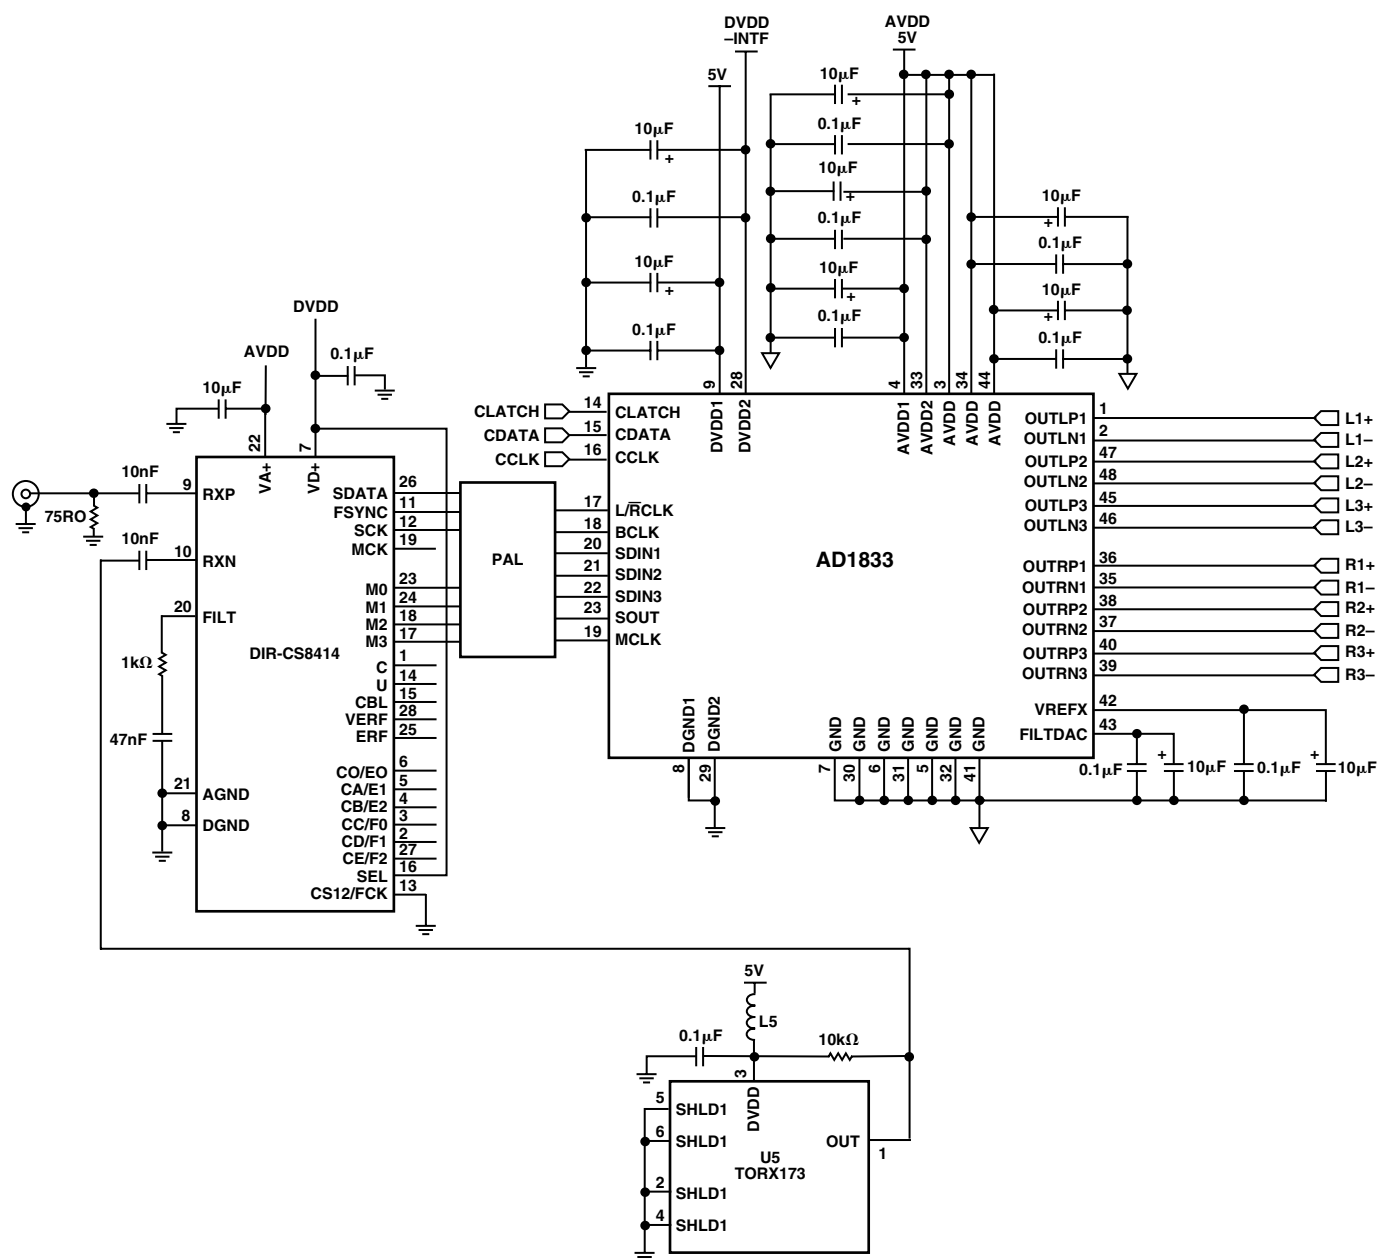 DVDD
–INTF
AVDD
5V
5V
10µF
+
0.1µF
10µF
+
0.1µF
10µF
+
0.1µF
10µF
+
0.1µF
10µF
+
0.1µF
10µF
+
0.1µF
10µF
+
0.1µF
DVDD
AVDD
0.1µF
10µF
22
7
VA+
VD+
10nF
9
RXP
75RO
10nF
10
RXN
20
FILT
1kΩ
47nF
21
AGND
8
DGND
DIR-CS8414
SDATA 26
FSYNC 11
SCK 12
MCK 19
M0 23
M1 24
M2 18
M3 17
C 1
U 14
CBL 15
VERF 28
ERF 25
CO/EO 6
CA/E1 5
CB/E2 4
CC/F0 3
CD/F1 2
CE/F2 27
SEL 16
CS12/FCK 13
PAL
CLATCH 14 CLATCH
CDATA 15 CDATA
CCLK 16 CCLK
17 L/R̅CLK
18 BCLK
20 SDIN1
21 SDIN2
22 SDIN3
23 SOUT
19 MCLK
9 DVDD1
28 DVDD2
4 AVDD1
33 AVDD2
3 AVDD
34 AVDD
44 AVDD
AD1833
OUTLP1 1 L1+
OUTLN1 2 L1–
OUTLP2 47 L2+
OUTLN2 48 L2–
OUTLP3 45 L3+
OUTLN3 46 L3–
OUTRP1 36 R1+
OUTRN1 35 R1–
OUTRP2 38 R2+
OUTRN2 37 R2–
OUTRP3 40 R3+
OUTRN3 39 R3–
VREFX 42
FILTDAC 43
DGND1 8
DGND2 29
GND 7
GND 30
GND 6
GND 31
GND 5
GND 32
GND 41
0.1µF
+
10µF
0.1µF
+
10µF
5V
L5
0.1µF
10kΩ
3
DVDD
5 SHLD1
6 SHLD1
2 SHLD1
4 SHLD1
OUT
1
U5
TORX173